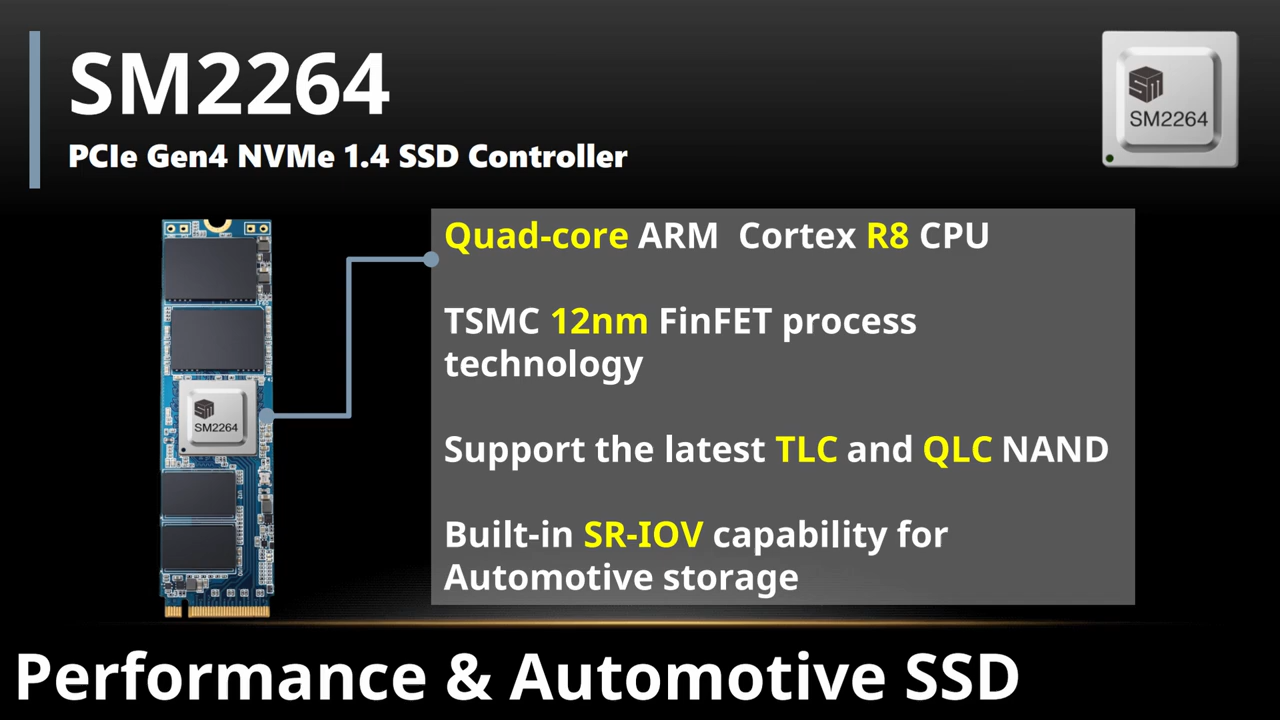 SM2264
PCIe Gen4 NVMe 1.4 SSD Controller
SM
SM2264
Quad-core ARM  Cortex R8 CPU
TSMC 12nm FinFET process
technology
Support the latest TLC and QLC NAND
Built-in SR-IOV capability for
Automotive storage
SM
SM2264
Performance & Automotive SSD